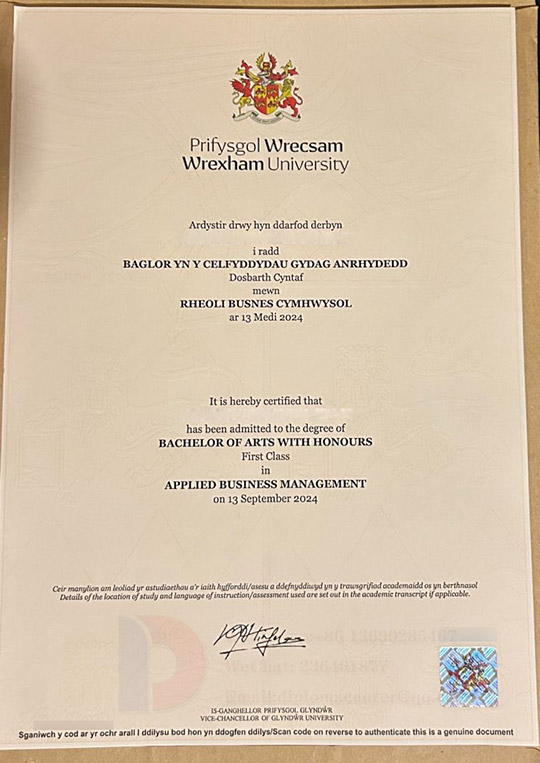 Prifysgol Wrecsam
Wrexham University
Ardystir drwy hyn ddarfod derbyn
i radd
BAGLOR YN Y CELFYDDYDAU GYDAG ANRHYDEDD
Dosbarth Cyntaf
mewn
RHEOLI BUSNES CYMHWYSOL
ar 13 Medi 2024
It is hereby certified that
has been admitted to the degree of
BACHELOR OF ARTS WITH HONOURS
First Class
in
APPLIED BUSINESS MANAGEMENT
on 13 September 2024
Ceir manylion am leoliad yr astudiaethau a'r iaith hyfforddi/asesu a ddefnyddiwyd yn y trawsgrifiad academaidd os yn berthnasol
Details of the location of study and language of instruction/assessment used are set out in the academic transcript if applicable.
IS-GANGHELLOR PRIFYSGOL GLYNDŴR
VICE-CHANCELLOR OF GLYNDŴR UNIVERSITY
Sganiwch y cod ar yr ochr arall I ddilysu bod hon yn ddogfen ddilys/Scan code on reverse to authenticate this is a genuine document